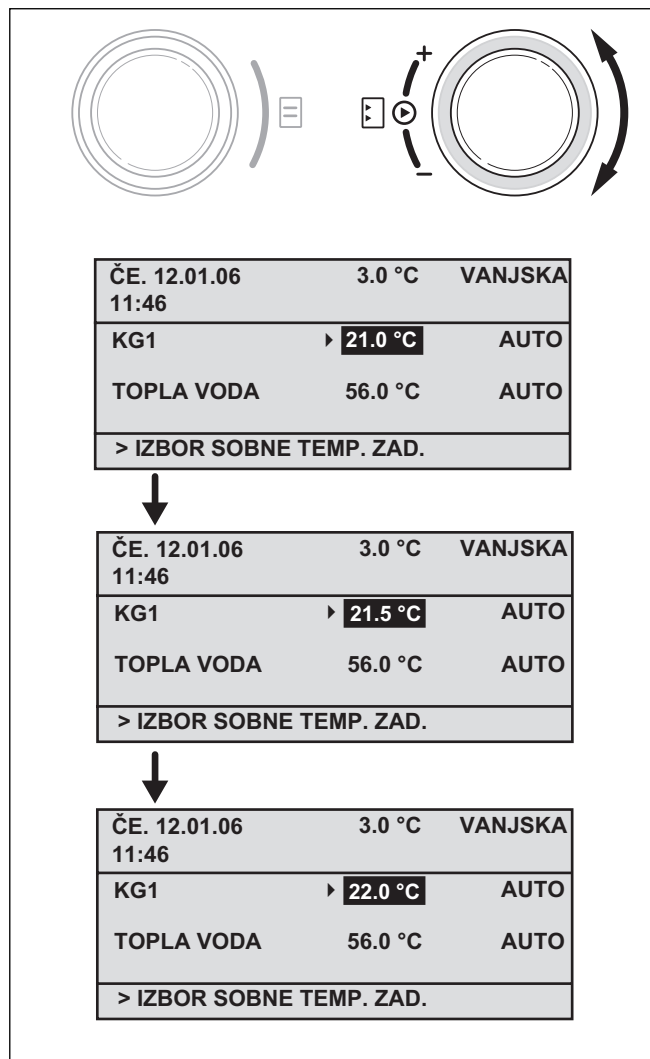 +
−
ČE. 12.01.06 3.0 °C VANJSKA
11:46
KG1 21.0 °C AUTO
TOPLA VODA 56.0 °C AUTO
> IZBOR SOBNE TEMP. ZAD.
ČE. 12.01.06 3.0 °C VANJSKA
11:46
KG1 21.5 °C AUTO
TOPLA VODA 56.0 °C AUTO
> IZBOR SOBNE TEMP. ZAD.
ČE. 12.01.06 3.0 °C VANJSKA
11:46
KG1 22.0 °C AUTO
TOPLA VODA 56.0 °C AUTO
> IZBOR SOBNE TEMP. ZAD.